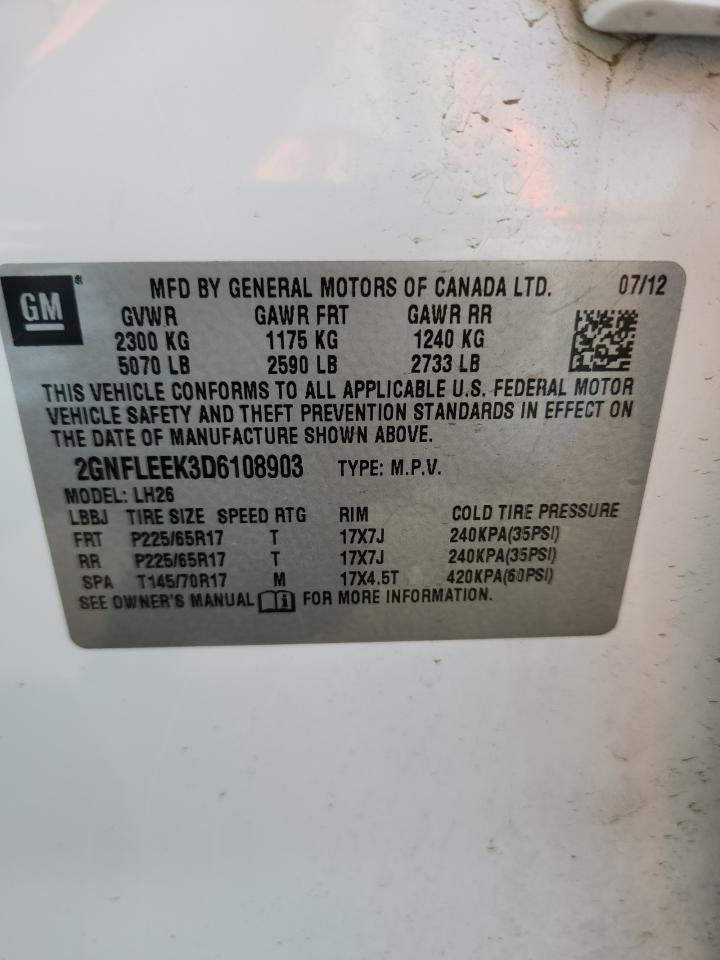 GM® MFD BY GENERAL MOTORS OF CANADA LTD. 07/12
GVWR GAWR FRT GAWR RR
2300 KG 1175 KG 1240 KG
5070 LB 2590 LB 2733 LB
THIS VEHICLE CONFORMS TO ALL APPLICABLE U.S. FEDERAL MOTOR
VEHICLE SAFETY AND THEFT PREVENTION STANDARDS IN EFFECT ON
THE DATE OF MANUFACTURE SHOWN ABOVE.
2GNFLEEK3D6108903 TYPE: M.P.V.
MODEL: LH26
LBBJ TIRE SIZE SPEED RTG RIM COLD TIRE PRESSURE
FRT P225/65R17 T 17X7J 240KPA(35PSI)
RR P225/65R17 T 17X7J 240KPA(35PSI)
SPA T145/70R17 M 17X4.5T 420KPA(60PSI)
SEE OWNER'S MANUAL i FOR MORE INFORMATION.